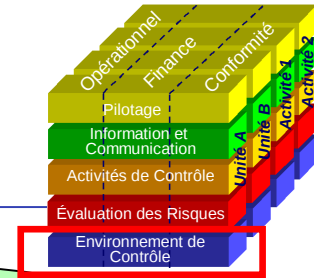 Opérationnel
Finance
Conformité
Pilotage
Information et
Communication
Activités de Contrôle
Évaluation des Risques
Environnement de
Contrôle
Unité A
Unité B
Activité 1
Activité 2